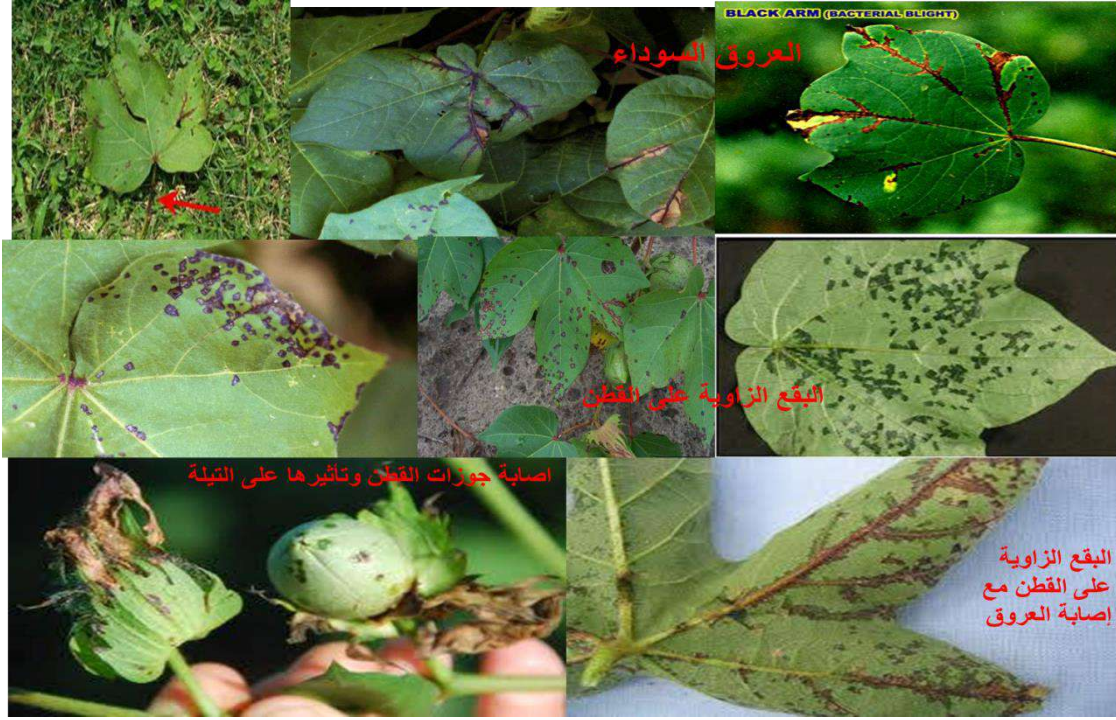 BLACK ARM (BACTERIAL BLIGHT)
العروق السوداء
البقع الزاوية على القطن
اصابة جوزات القطن وتأثيرها على التيلة
البقع الزاوية
على القطن مع
إصابة العروق